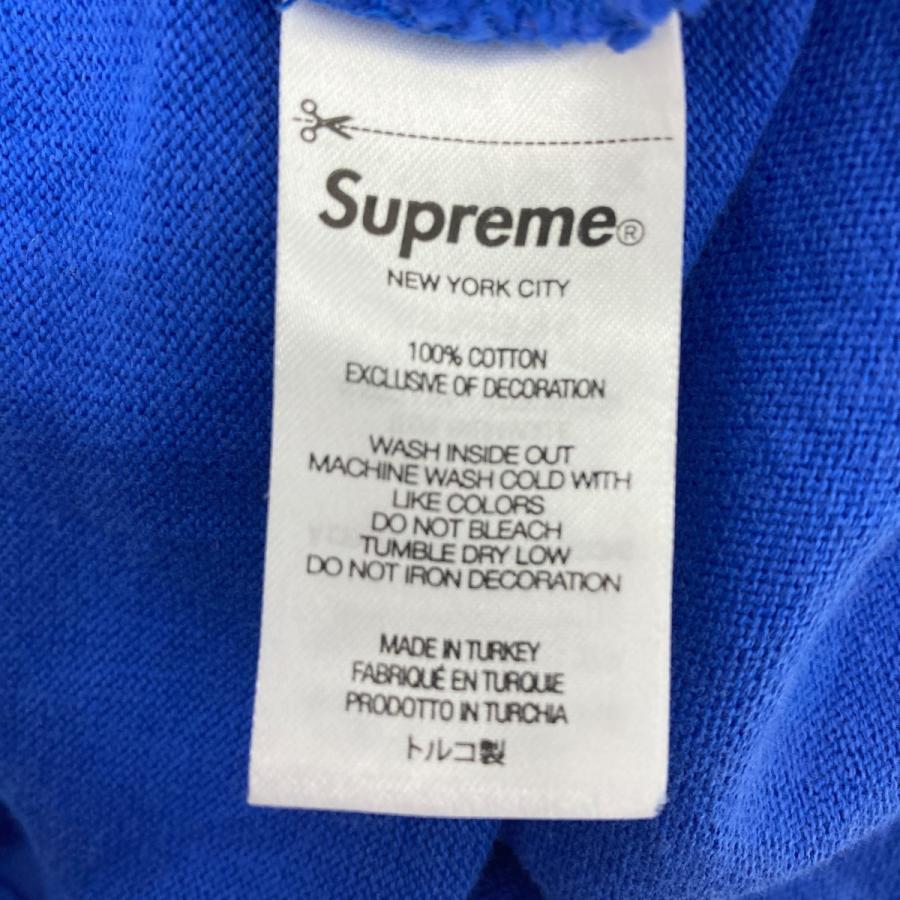 Supreme®
NEW YORK CITY
100% COTTON
EXCLUSIVE OF DECORATION
WASH INSIDE OUT
MACHINE WASH COLD WITH
LIKE COLORS
DO NOT BLEACH
TUMBLE DRY LOW
DO NOT IRON DECORATION
MADE IN TURKEY
FABRIQUÉ EN TURQUIE
PRODOTTO IN TURCHIA
トルコ製